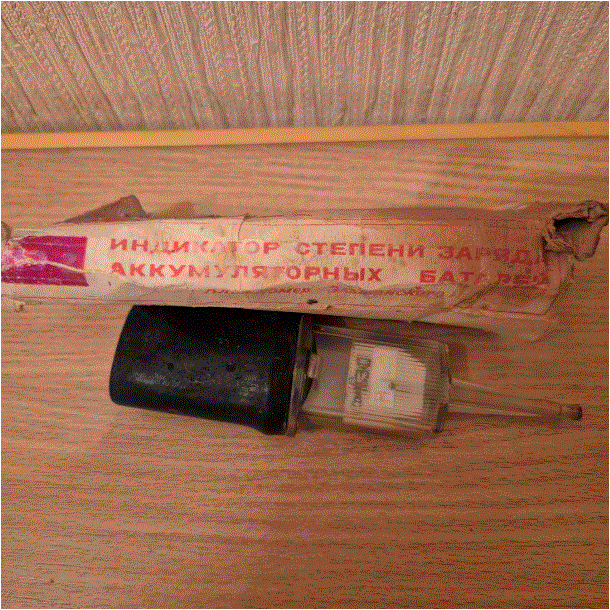 ИНДИКАТОР СТЕПЕНИ ЗАРЯДА
АККУМУЛЯТОРНЫХ БАТАРЕЙ